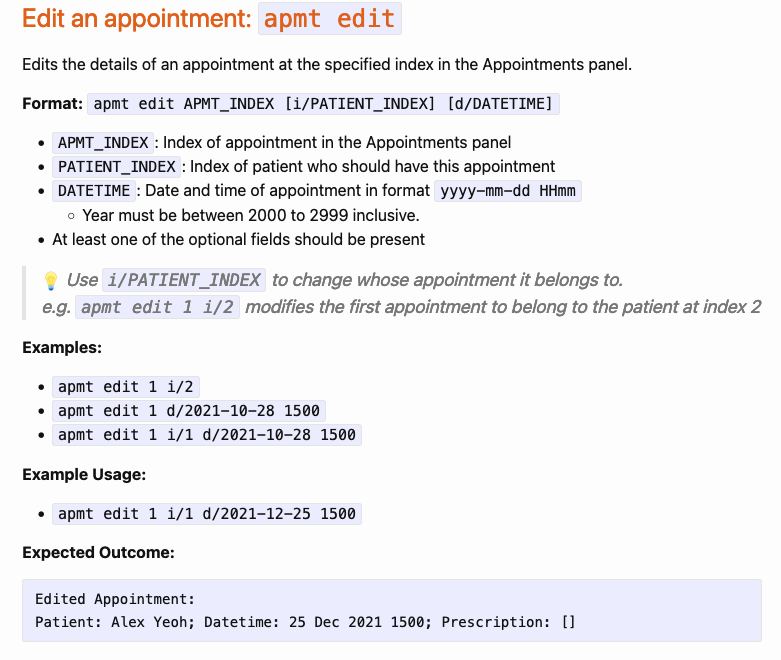 Edit an appointment: apmt edit
Edits the details of an appointment at the specified index in the Appointments panel.
Format: apmt edit APMT_INDEX [i/PATIENT_INDEX] [d/DATETIME]
• APMT_INDEX: Index of appointment in the Appointments panel
• PATIENT_INDEX: Index of patient who should have this appointment
• DATETIME: Date and time of appointment in format yyyy-mm-dd HHmm
◦ Year must be between 2000 to 2999 inclusive.
• At least one of the optional fields should be present
💡 Use i/PATIENT_INDEX to change whose appointment it belongs to.
e.g. apmt edit 1 i/2 modifies the first appointment to belong to the patient at index 2
Examples:
• apmt edit 1 i/2
• apmt edit 1 d/2021-10-28 1500
• apmt edit 1 i/1 d/2021-10-28 1500
Example Usage:
• apmt edit 1 i/1 d/2021-12-25 1500
Expected Outcome:
Edited Appointment:
Patient: Alex Yeoh; Datetime: 25 Dec 2021 1500; Prescription: []